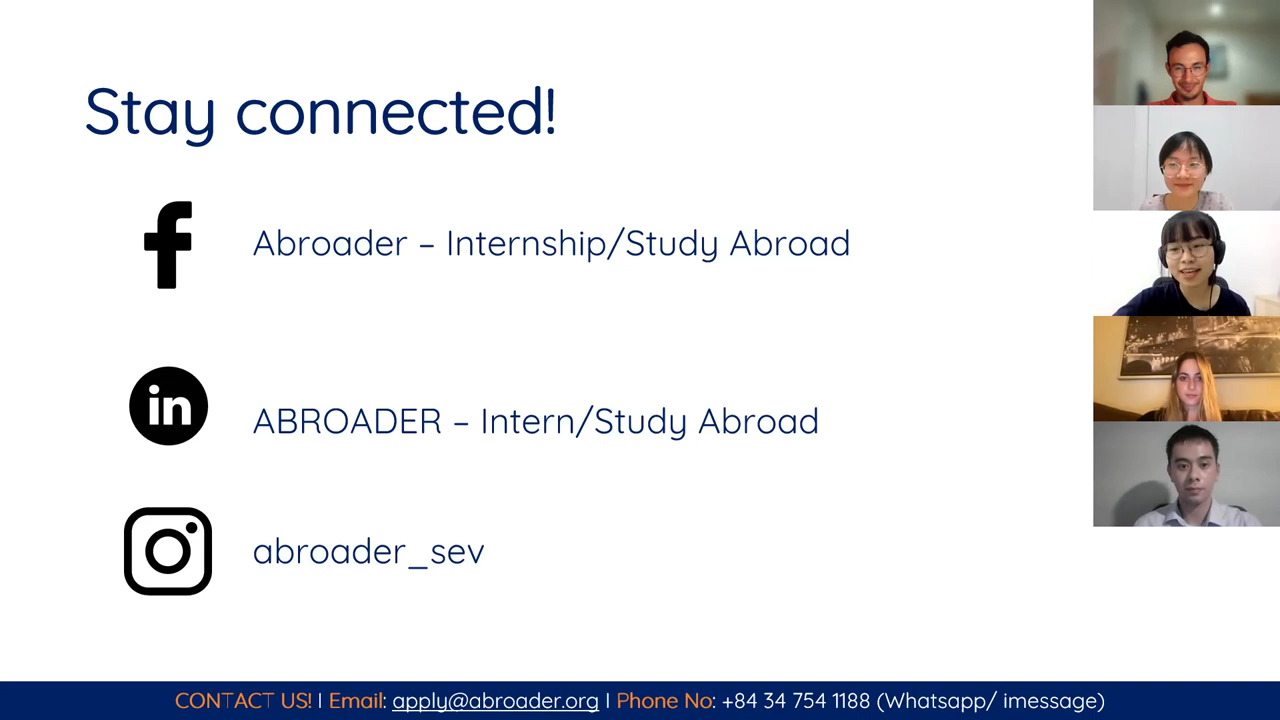 Stay connected!
Abroader – Internship/Study Abroad
in
ABROADER – Intern/Study Abroad
abroader_sev
CONTACT US! I Email: apply@abroader.org I Phone No: +84 34 754 1188 (Whatsapp/ imessage)